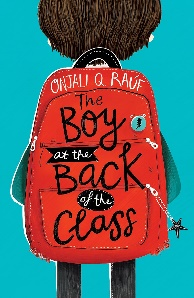 ONJALI Q. RAÚF
The
Boy
at the
Back
of the
Class